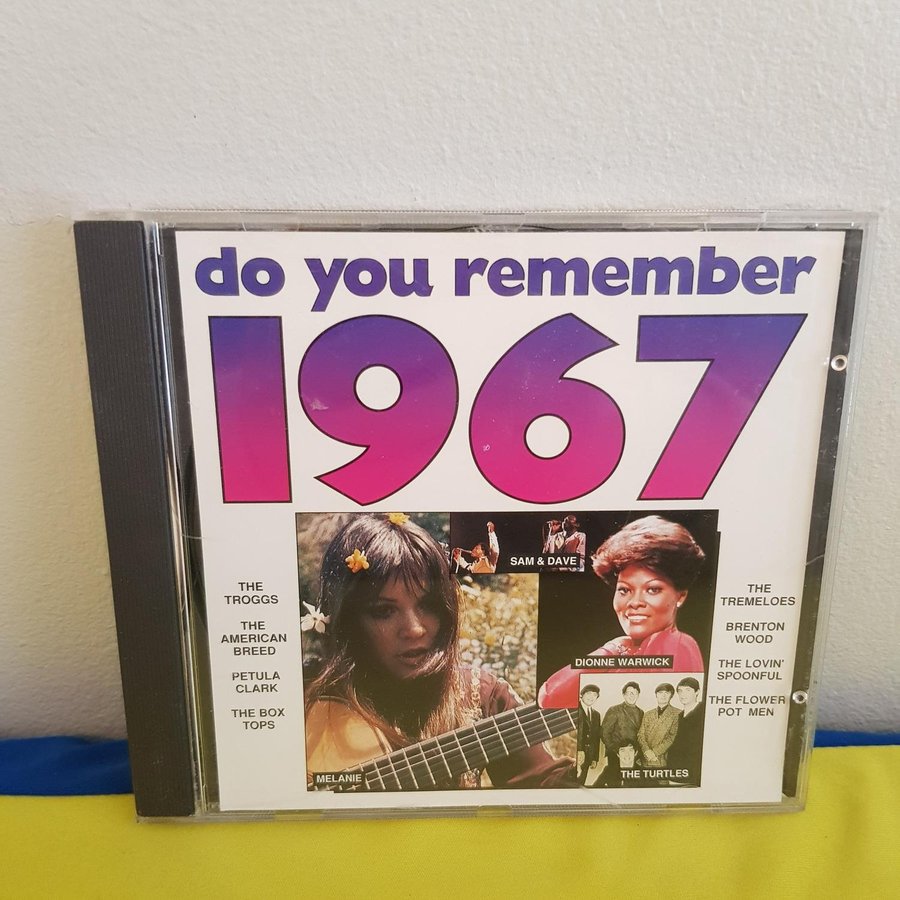 do you remember
1967
THE
TROGGS
THE
AMERICAN
BREED
PETULA
CLARK
THE BOX
TOPS
SAM & DAVE
DIONNE WARWICK
MELANIE
THE TURTLES
THE
TREMELOES
BRENTON
WOOD
THE LOVIN'
SPOONFUL
THE FLOWER
POT MEN